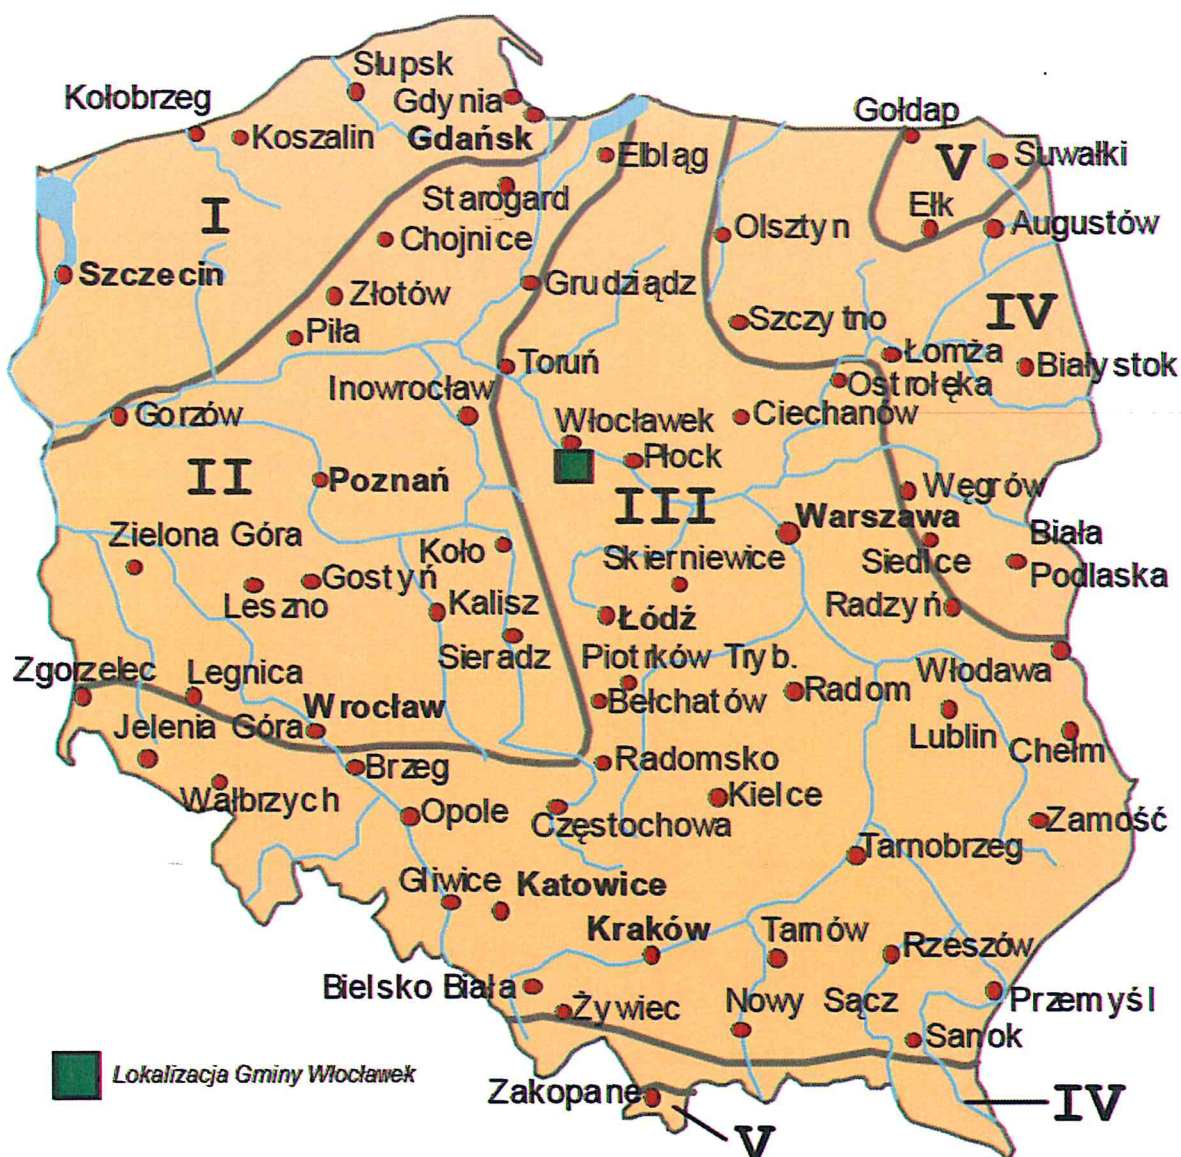 Słupsk
Kołobrzeg
Gdynia
Gołdap
Koszalin
Gdańsk
Elbląg
V
Suwałki
Starogard
I
Ełk
Chojnice
Olsztyn
Augustów
Szczecin
Złotów
Grudziądz
Piła
Szczytno
IV
Toruń
Łomża
Białystok
Inowrocław
Ostrołęka
Gorzów
Włocławek
Ciechanów
Płock
II
Poznań
Węgrów
III
Warszawa
Zielona Góra
Koło
Skierniewice
Siedlce
Biała
Podlaska
Gostyń
Leszno
Kalisz
Łódź
Radzyń
Sieradz
Piotrków Tryb.
Zgorzelec
Legnica
Włodawa
Bełchatów
Radom
Wrocław
Jelenia Góra
Lublin
Chełm
Radomsko
Brzeg
Wałbrzych
Kielce
Opole
Częstochowa
Zamość
Tarnobrzeg
Gliwice
Katowice
Kraków
Tarnów
Rzeszów
Bielsko Biała
Żywiec
Nowy Sącz
Przemyśl
Sanok
Lokalizacja Gminy Włocławek
Zakopane
IV
V